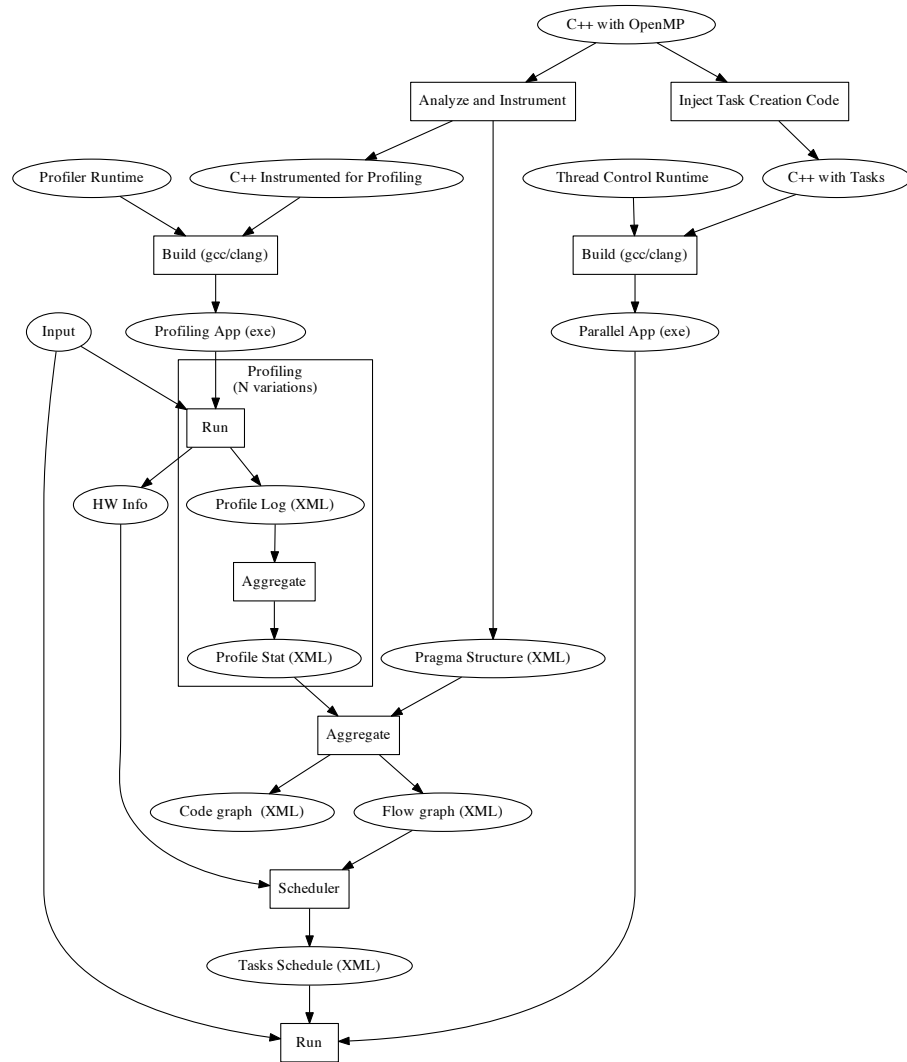 C++ with OpenMP
Analyze and Instrument
Inject Task Creation Code
Profiler Runtime
C++ Instrumented for Profiling
Thread Control Runtime
C++ with Tasks
Build (gcc/clang)
Build (gcc/clang)
Input
Profiling App (exe)
Parallel App (exe)
Profiling
(N variations)
Run
HW Info
Profile Log (XML)
Aggregate
Profile Stat (XML)
Pragma Structure (XML)
Aggregate
Code graph (XML)
Flow graph (XML)
Scheduler
Tasks Schedule (XML)
Run